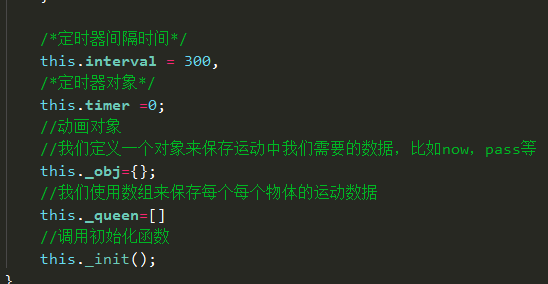 /*定时器间隔时间*/
this.interval = 300,
/*定时器对象*/
this.timer =0;
//动画对象
//我们定义一个对象来保存运动中我们需要的数据，比如now，pass等
this._obj={};
//我们使用数组来保存每个每个物体的运动数据
this._queen=[]
//调用初始化函数
this._init();
}